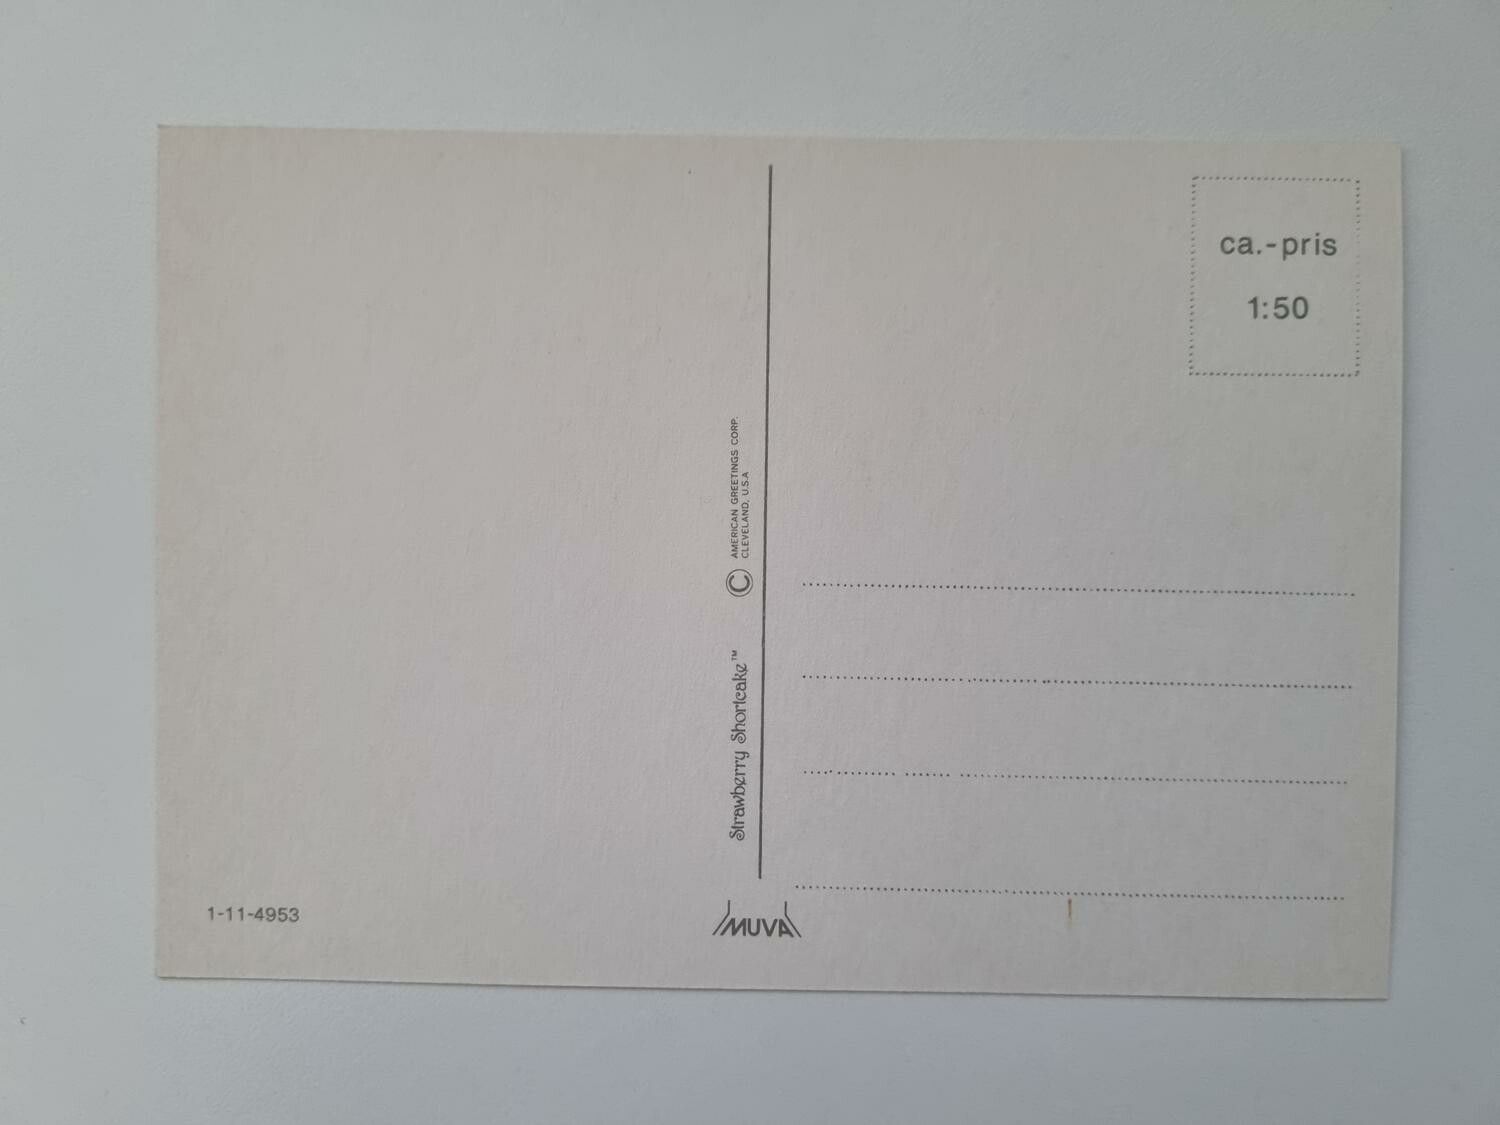 ca.-pris
1:50
Strawberry Shortcake™
© AMERICAN GREETINGS CORP.
CLEVELAND, U.S.A
1-11-4953
MUVA